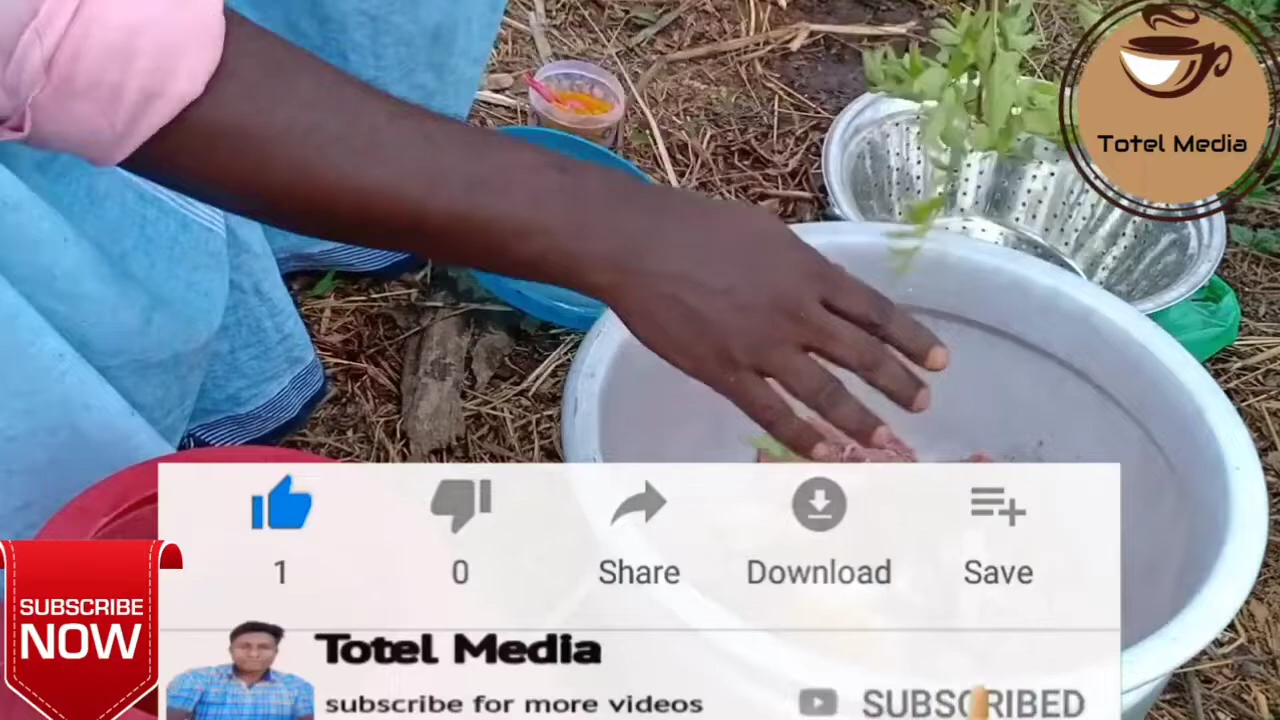 Totel Media
1
0
Share
Download
Save
SUBSCRIBE
NOW
Totel Media
subscribe for more videos
SUBSCRIBED